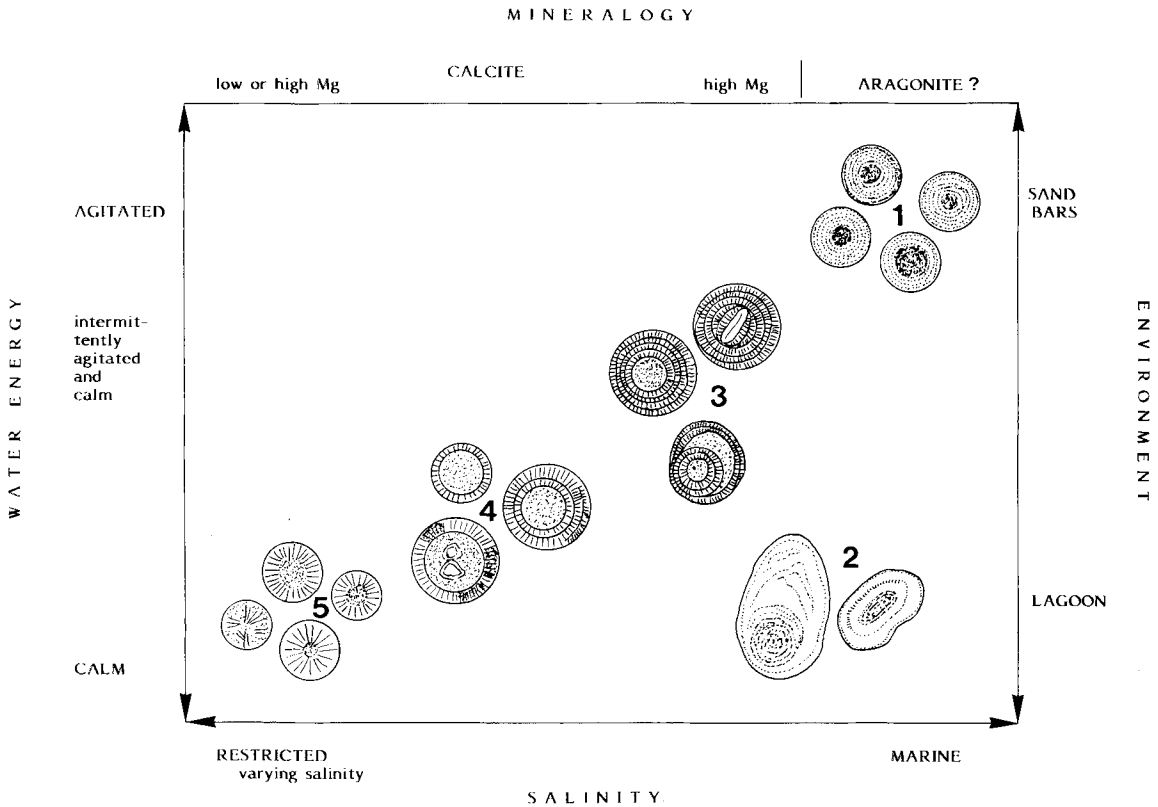 MINERALOGY
CALCITE
low or high Mg
high Mg
ARAGONITE ?
AGITATED
SAND
BARS
1
intermit-
tently
agitated
and
calm
WATER ENERGY
ENVIRONMENT
3
4
2
5
LAGOON
CALM
RESTRICTED
varying salinity
MARINE
SALINITY